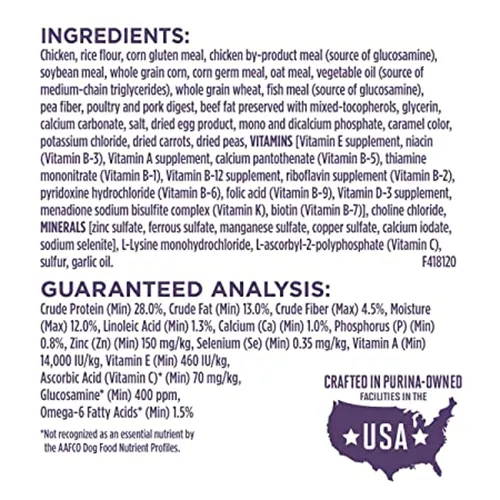 INGREDIENTS:
Chicken, rice flour, corn gluten meal, chicken by-product meal (source of glucosamine),
soybean meal, whole grain corn, corn germ meal, oat meal, vegetable oil (source of
medium-chain triglycerides), whole grain wheat, fish meal (source of glucosamine),
pea fiber, poultry and pork digest, beef fat preserved with mixed-tocopherols, glycerin,
calcium carbonate, salt, dried egg product, mono and dicalcium phosphate, caramel color,
potassium chloride, dried carrots, dried peas, VITAMINS [Vitamin E supplement, niacin
(Vitamin B-3), Vitamin A supplement, calcium pantothenate (Vitamin B-5), thiamine
mononitrate (Vitamin B-1), Vitamin B-12 supplement, riboflavin supplement (Vitamin B-2),
pyridoxine hydrochloride (Vitamin B-6), folic acid (Vitamin B-9), Vitamin D-3 supplement,
menadione sodium bisulfite complex (Vitamin K), biotin (Vitamin B-7)], choline chloride,
MINERALS [zinc sulfate, ferrous sulfate, manganese sulfate, copper sulfate, calcium iodate,
sodium selenite], L-Lysine monohydrochloride, L-ascorbyl-2-polyphosphate (Vitamin C),
sulfur, garlic oil. F418120
GUARANTEED ANALYSIS:
Crude Protein (Min) 28.0%, Crude Fat (Min) 13.0%, Crude Fiber (Max) 4.5%, Moisture
(Max) 12.0%, Linoleic Acid (Min) 1.3%, Calcium (Ca) (Min) 1.0%, Phosphorus (P) (Min)
0.8%, Zinc (Zn) (Min) 150 mg/kg, Selenium (Se) (Min) 0.35 mg/kg, Vitamin A (Min)
14,000 IU/kg, Vitamin E (Min) 460 IU/kg,
Ascorbic Acid (Vitamin C)* (Min) 70 mg/kg,
Glucosamine* (Min) 400 ppm,
Omega-6 Fatty Acids* (Min) 1.5%
*Not recognized as an essential nutrient by
the AAFCO Dog Food Nutrient Profiles.
CRAFTED IN PURINA-OWNED
FACILITIES IN THE
USA